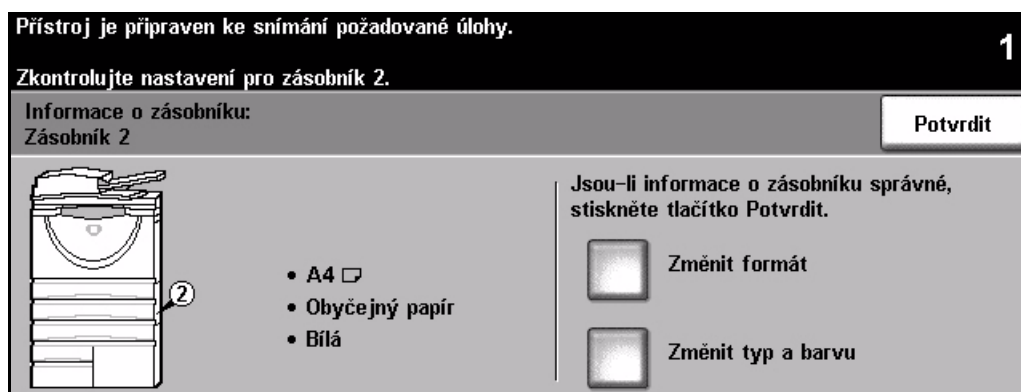 Přístroj je připraven ke snímání požadované úlohy.
1
Zkontrolujte nastavení pro zásobník 2.
Informace o zásobníku:
Zásobník 2
Potvrdit
2
• A4
• Obyčejný papír
• Bílá
Jsou-li informace o zásobníku správné,
stiskněte tlačítko Potvrdit.
Změnit formát
Změnit typ a barvu